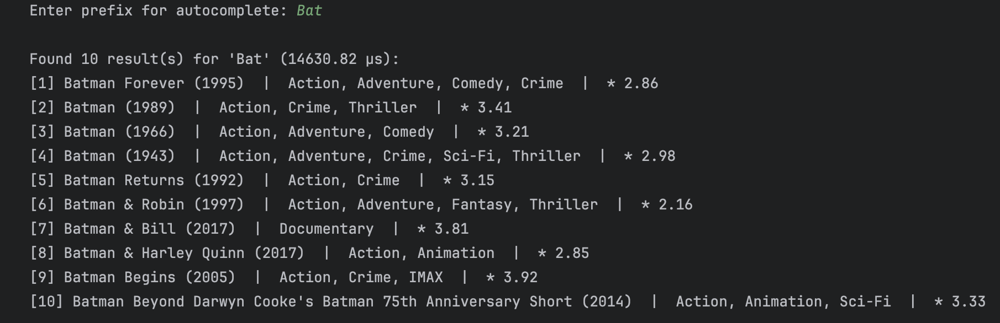 Enter prefix for autocomplete: Bat
Found 10 result(s) for 'Bat' (14630.82 µs):
[1] Batman Forever (1995)  |  Action, Adventure, Comedy, Crime  |  * 2.86
[2] Batman (1989)  |  Action, Crime, Thriller  |  * 3.41
[3] Batman (1966)  |  Action, Adventure, Comedy  |  * 3.21
[4] Batman (1943)  |  Action, Adventure, Crime, Sci-Fi, Thriller  |  * 2.98
[5] Batman Returns (1992)  |  Action, Crime  |  * 3.15
[6] Batman & Robin (1997)  |  Action, Adventure, Fantasy, Thriller  |  * 2.16
[7] Batman & Bill (2017)  |  Documentary  |  * 3.81
[8] Batman & Harley Quinn (2017)  |  Action, Animation  |  * 2.85
[9] Batman Begins (2005)  |  Action, Crime, IMAX  |  * 3.92
[10] Batman Beyond Darwyn Cooke's Batman 75th Anniversary Short (2014)  |  Action, Animation, Sci-Fi  |  * 3.33